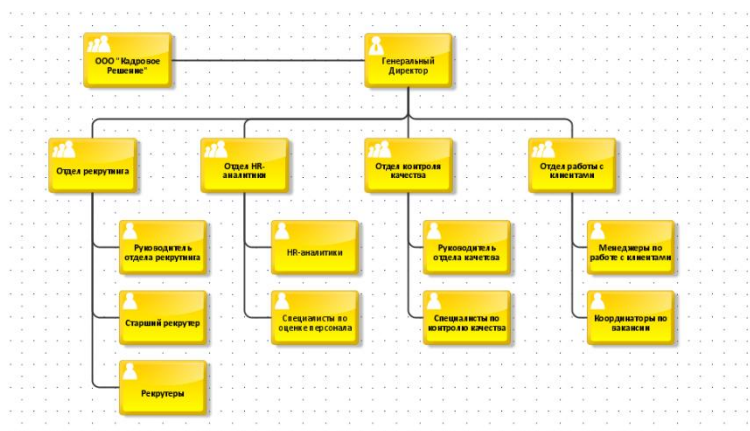 ООО "Кадровое
Решение"
Генеральный
Директор
Отдел рекрутинга
Отдел HR-
аналитики
Отдел контроля
качества
Отдел работы с
клиентами
Руководитель
отдела рекрутинга
HR-аналитики
Руководитель
отдела качетсва
Менеджеры по
работе с клиентами
Старший рекрутер
Специалисты по
оценке персонала
Специалисты по
контролю качества
Координаторы по
вакансии
Рекрутеры